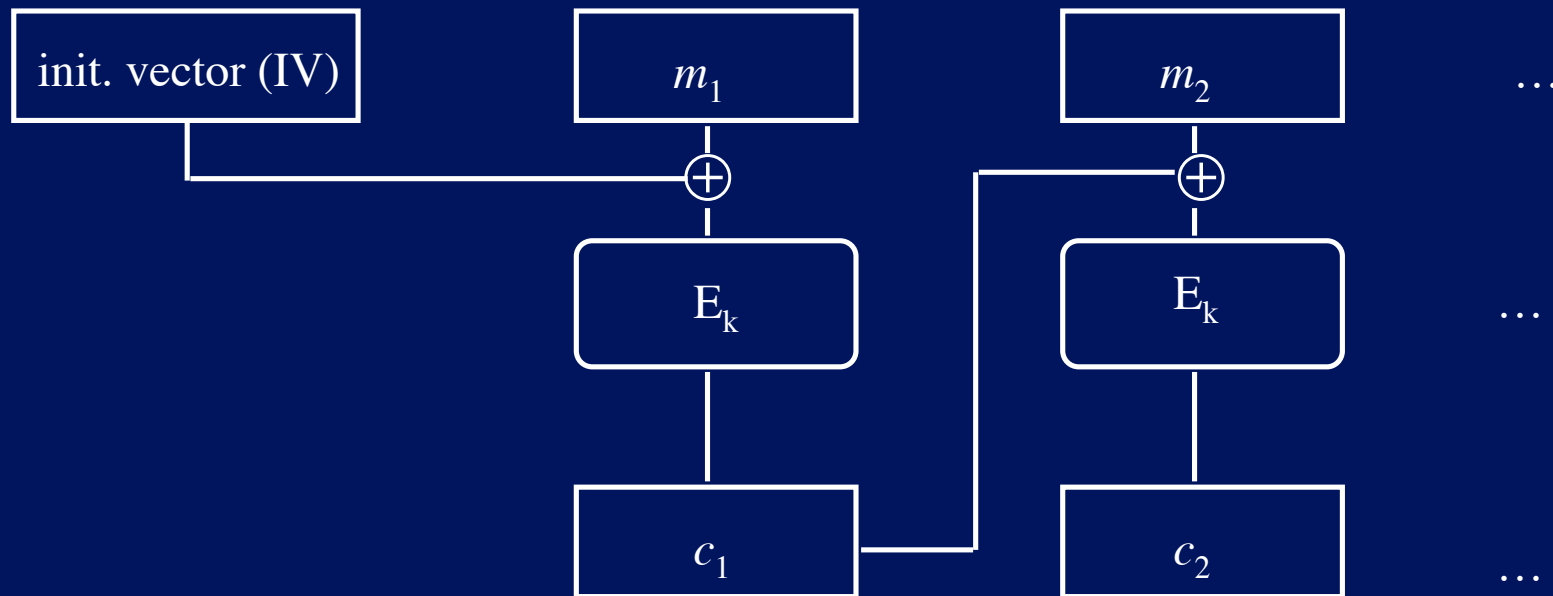 init. vector (IV)
m₁
m₂
…
Eₖ
Eₖ
…
c₁
c₂
…